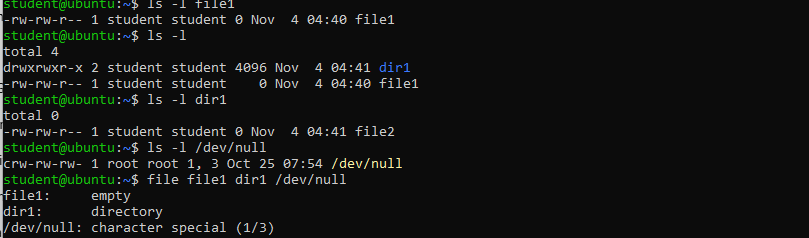 student@ubuntu:~$ ls -l file1
-rw-rw-r-- 1 student student 0 Nov  4 04:40 file1
student@ubuntu:~$ ls -l
total 4
drwxrwxr-x 2 student student 4096 Nov  4 04:41 dir1
-rw-rw-r-- 1 student student    0 Nov  4 04:40 file1
student@ubuntu:~$ ls -l dir1
total 0
-rw-rw-r-- 1 student student 0 Nov  4 04:41 file2
student@ubuntu:~$ ls -l /dev/null
crw-rw-rw- 1 root root 1, 3 Oct 25 07:54 /dev/null
student@ubuntu:~$ file file1 dir1 /dev/null
file1:     empty
dir1:      directory
/dev/null: character special (1/3)